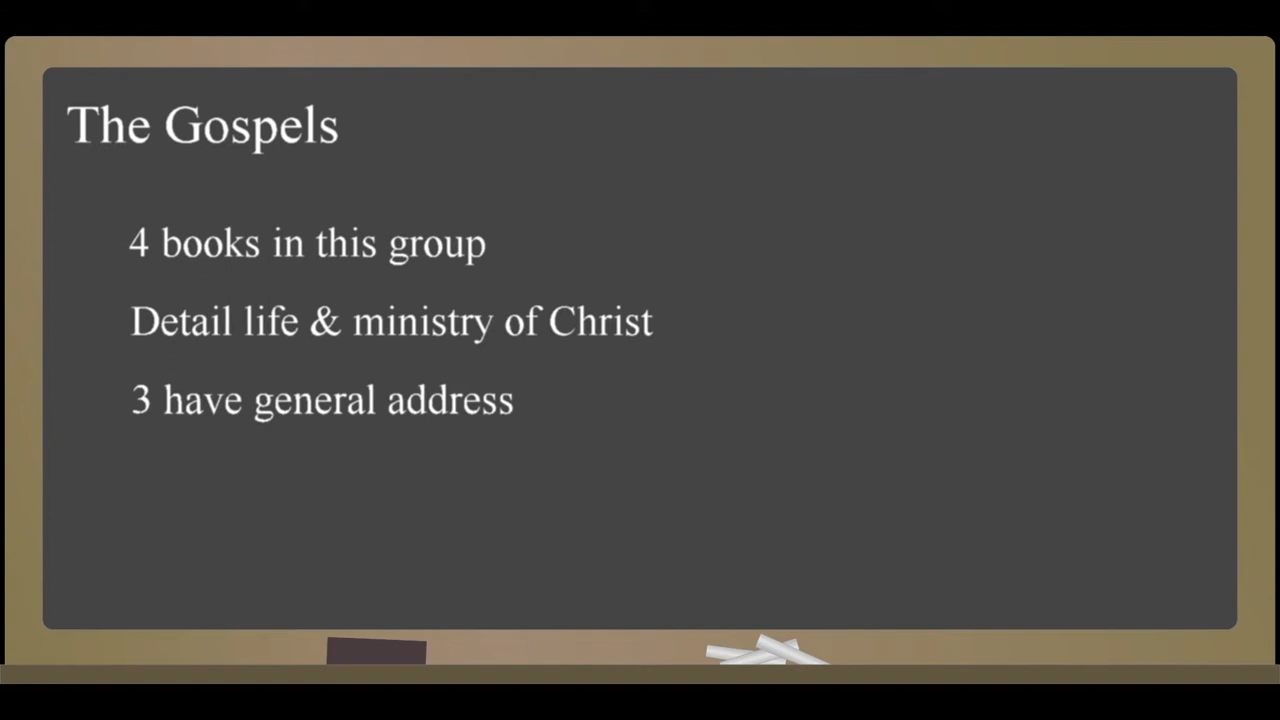 The Gospels
4 books in this group
Detail life & ministry of Christ
3 have general address